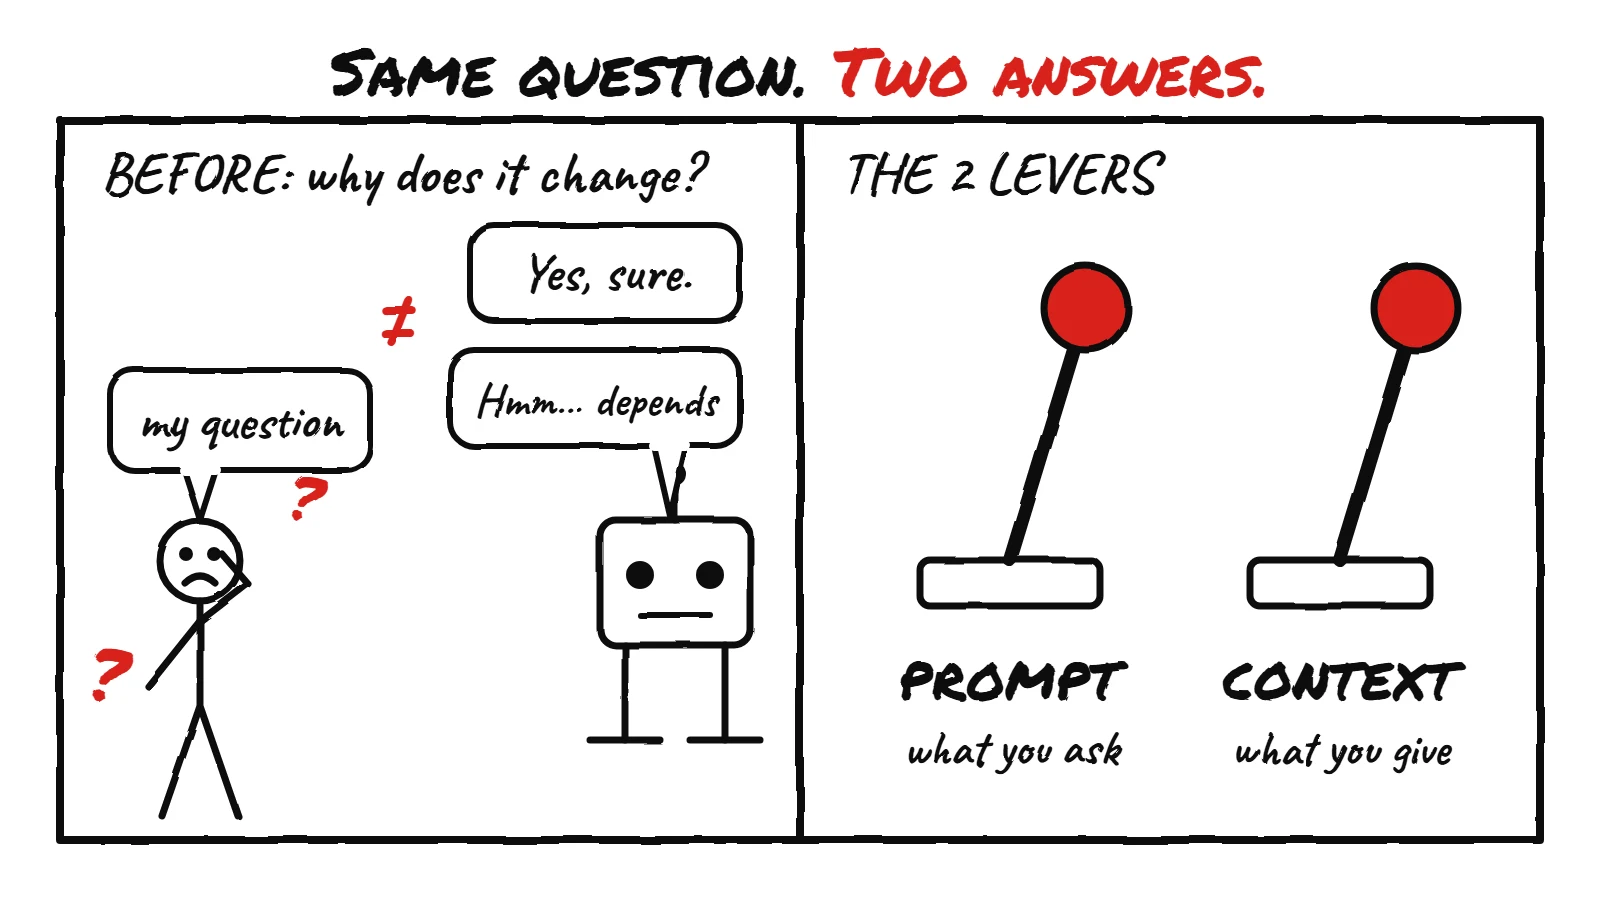 Same question. Two answers.
BEFORE: why does it change?
Yes, sure.
≠
Hmm... depends
my question
?
?
THE 2 LEVERS
PROMPT
what you ask
CONTEXT
what you give